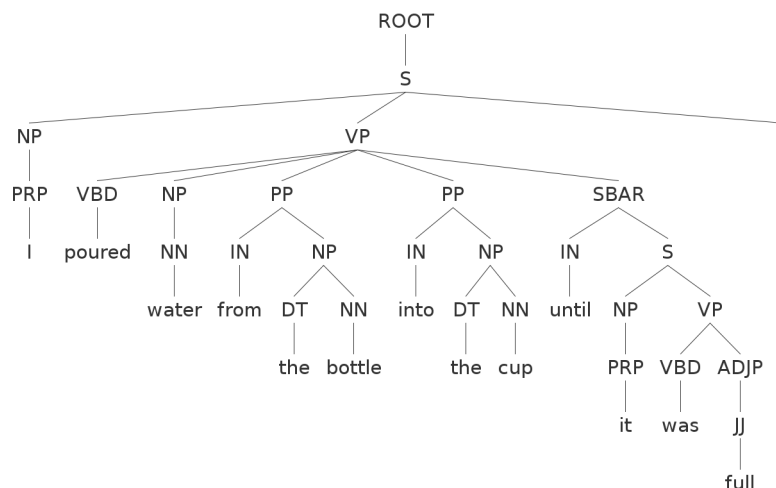 ROOT
S
NP VP
PRP VBD NP PP PP SBAR
I poured NN IN NP IN NP IN S
water from DT NN into DT NN until NP VP
the bottle the cup PRP VBD ADJP
it was JJ
full